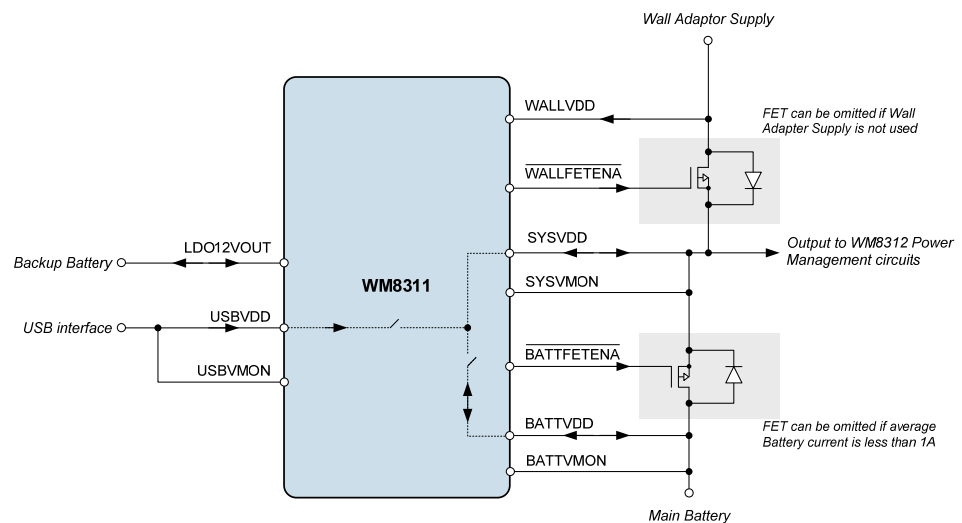 Wall Adaptor Supply
WALLVDD
FET can be omitted if Wall
Adapter Supply is not used
WALLFETENA
SYSVDD
Output to WM8312 Power
Management circuits
LDO12VOUT
Backup Battery
SYSVMON
WM8311
USBVDD
USB interface
BATTFETENA
USBVMON
BATTVDD
FET can be omitted if average
Battery current is less than 1A
BATTVMON
Main Battery